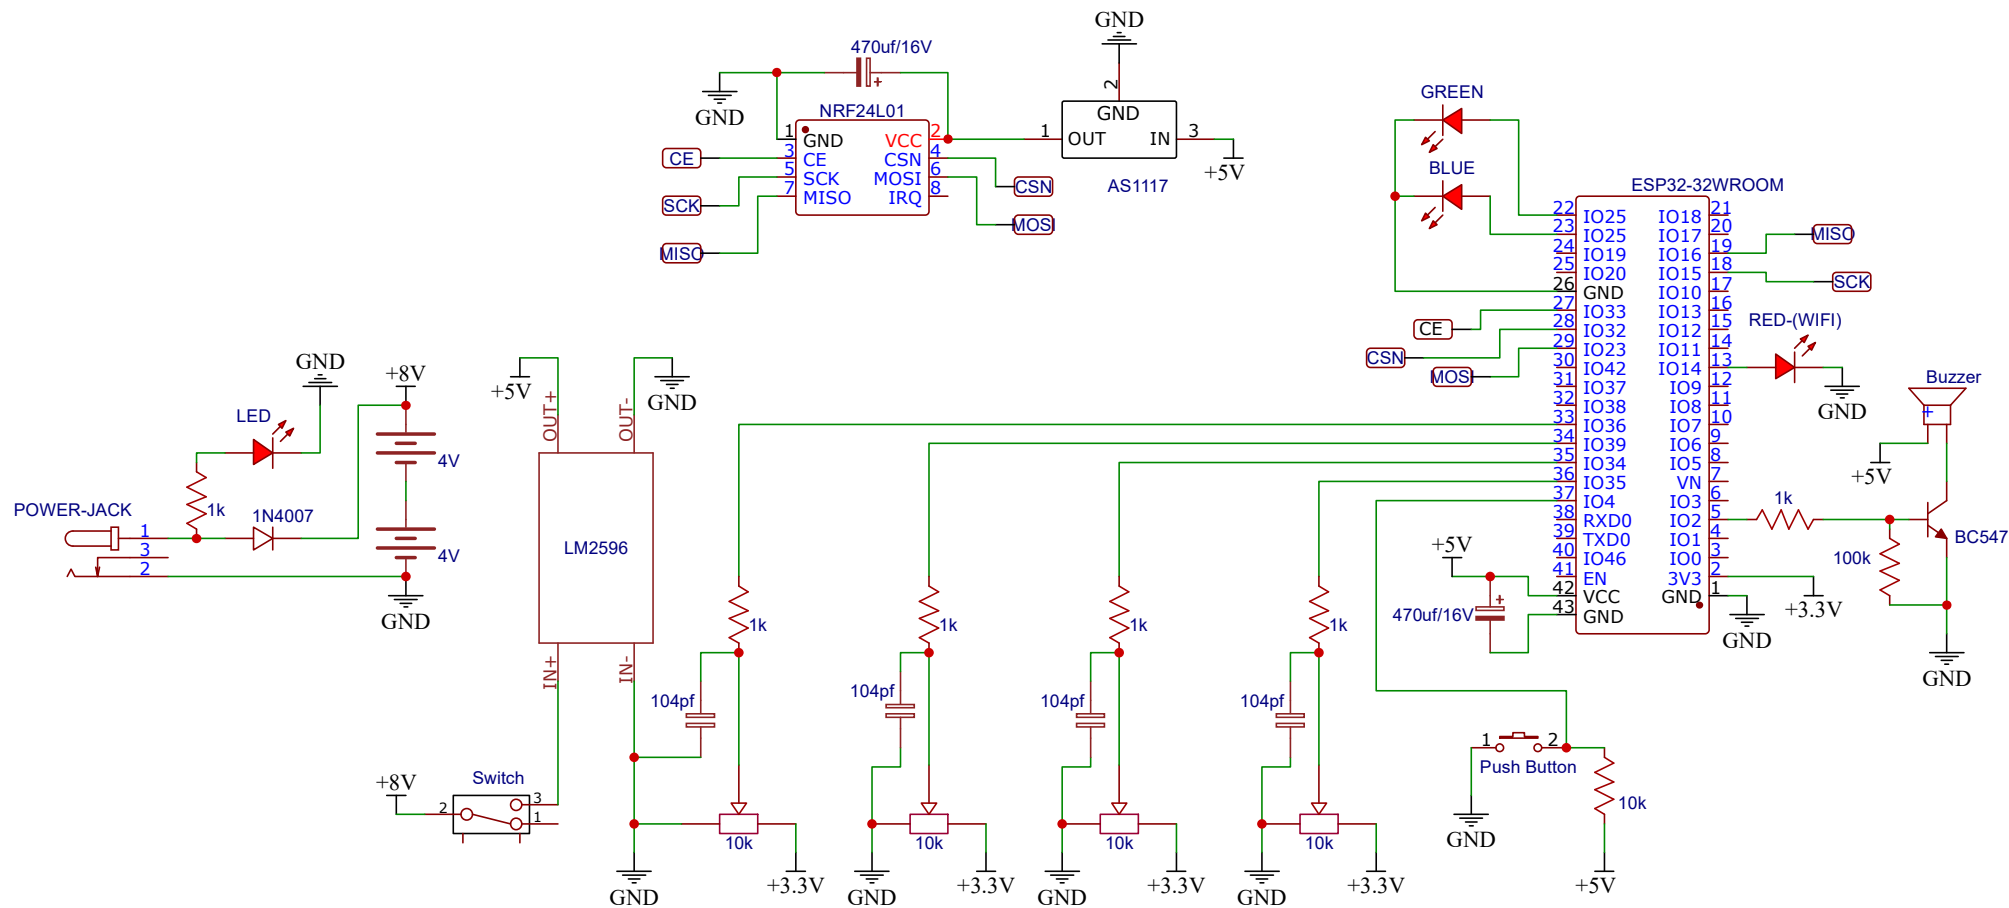 GND
470uf/16V
GND
NRF24L01
1 GND VCC 2
3 CE CSN 4
5 SCK MOSI 6
7 MISO IRQ 8
CE
SCK
MISO
CSN
MOSI
2
GND
1 OUT IN 3
AS1117
+5V
GREEN
BLUE
ESP32-32WROOM
22 IO25 IO18 21
23 IO25 IO17 20
24 IO19 IO16 19
25 IO20 IO15 18
26 GND IO10 17
27 IO33 IO13 16
28 IO32 IO12 15
29 IO23 IO11 14
30 IO42 IO14 13
31 IO37 IO9 12
32 IO38 IO8 11
33 IO36 IO7 10
34 IO39 IO6 9
35 IO34 IO5 8
36 IO35 VN 7
37 IO4 IO3 6
38 RXD0 IO2 5
39 TXD0 IO1 4
40 IO46 IO0 3
41 EN 3V3 2
42 VCC GND 1
43 GND
MISO
SCK
CE
CSN
MOSI
RED-(WIFI)
GND
Buzzer
+
+5V
1k
BC547
100k
GND
+3.3V
GND
+5V
+
470uf/16V
GND
LED
+8V
4V
1k
1N4007
POWER-JACK
1
3
2
4V
GND
+5V
GND
OUT+
OUT-
LM2596
IN+
IN-
+8V
Switch
2
3
1
1k
104pf
10k
GND
+3.3V
1k
104pf
10k
GND
+3.3V
1k
104pf
10k
GND
+3.3V
1k
104pf
10k
GND
+3.3V
1 2
Push Button
GND
10k
+5V